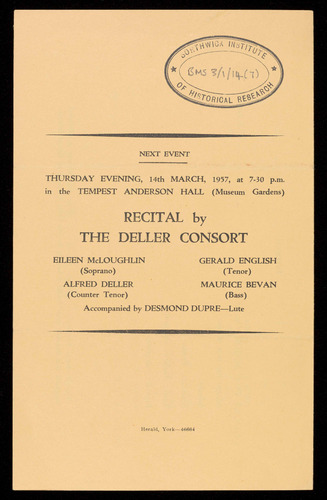 BORTHWICK INSTITUTE
BMS 3/1/14 (7)
OF HISTORICAL RESEARCH
NEXT EVENT
THURSDAY EVENING, 14th MARCH, 1957, at 7-30 p.m.
in the TEMPEST ANDERSON HALL (Museum Gardens)
RECITAL by
THE DELLER CONSORT
EILEEN McLOUGHLIN
(Soprano)
GERALD ENGLISH
(Tenor)
ALFRED DELLER
(Counter Tenor)
MAURICE BEVAN
(Bass)
Accompanied by DESMOND DUPRE—Lute
Herald, York—46664